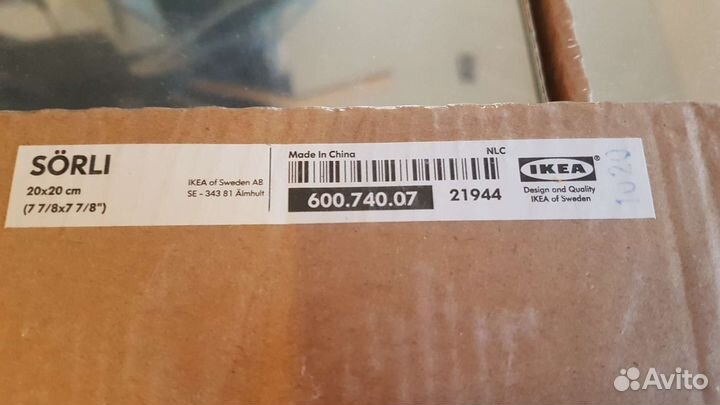 SÖRLI
20x20 cm
(7 7/8x7 7/8")
IKEA of Sweden AB
SE - 343 81 Älmhult
Made In China
NLC
600.740.07
21944
IKEA®
Design and Quality
IKEA of Sweden
1020
Avito